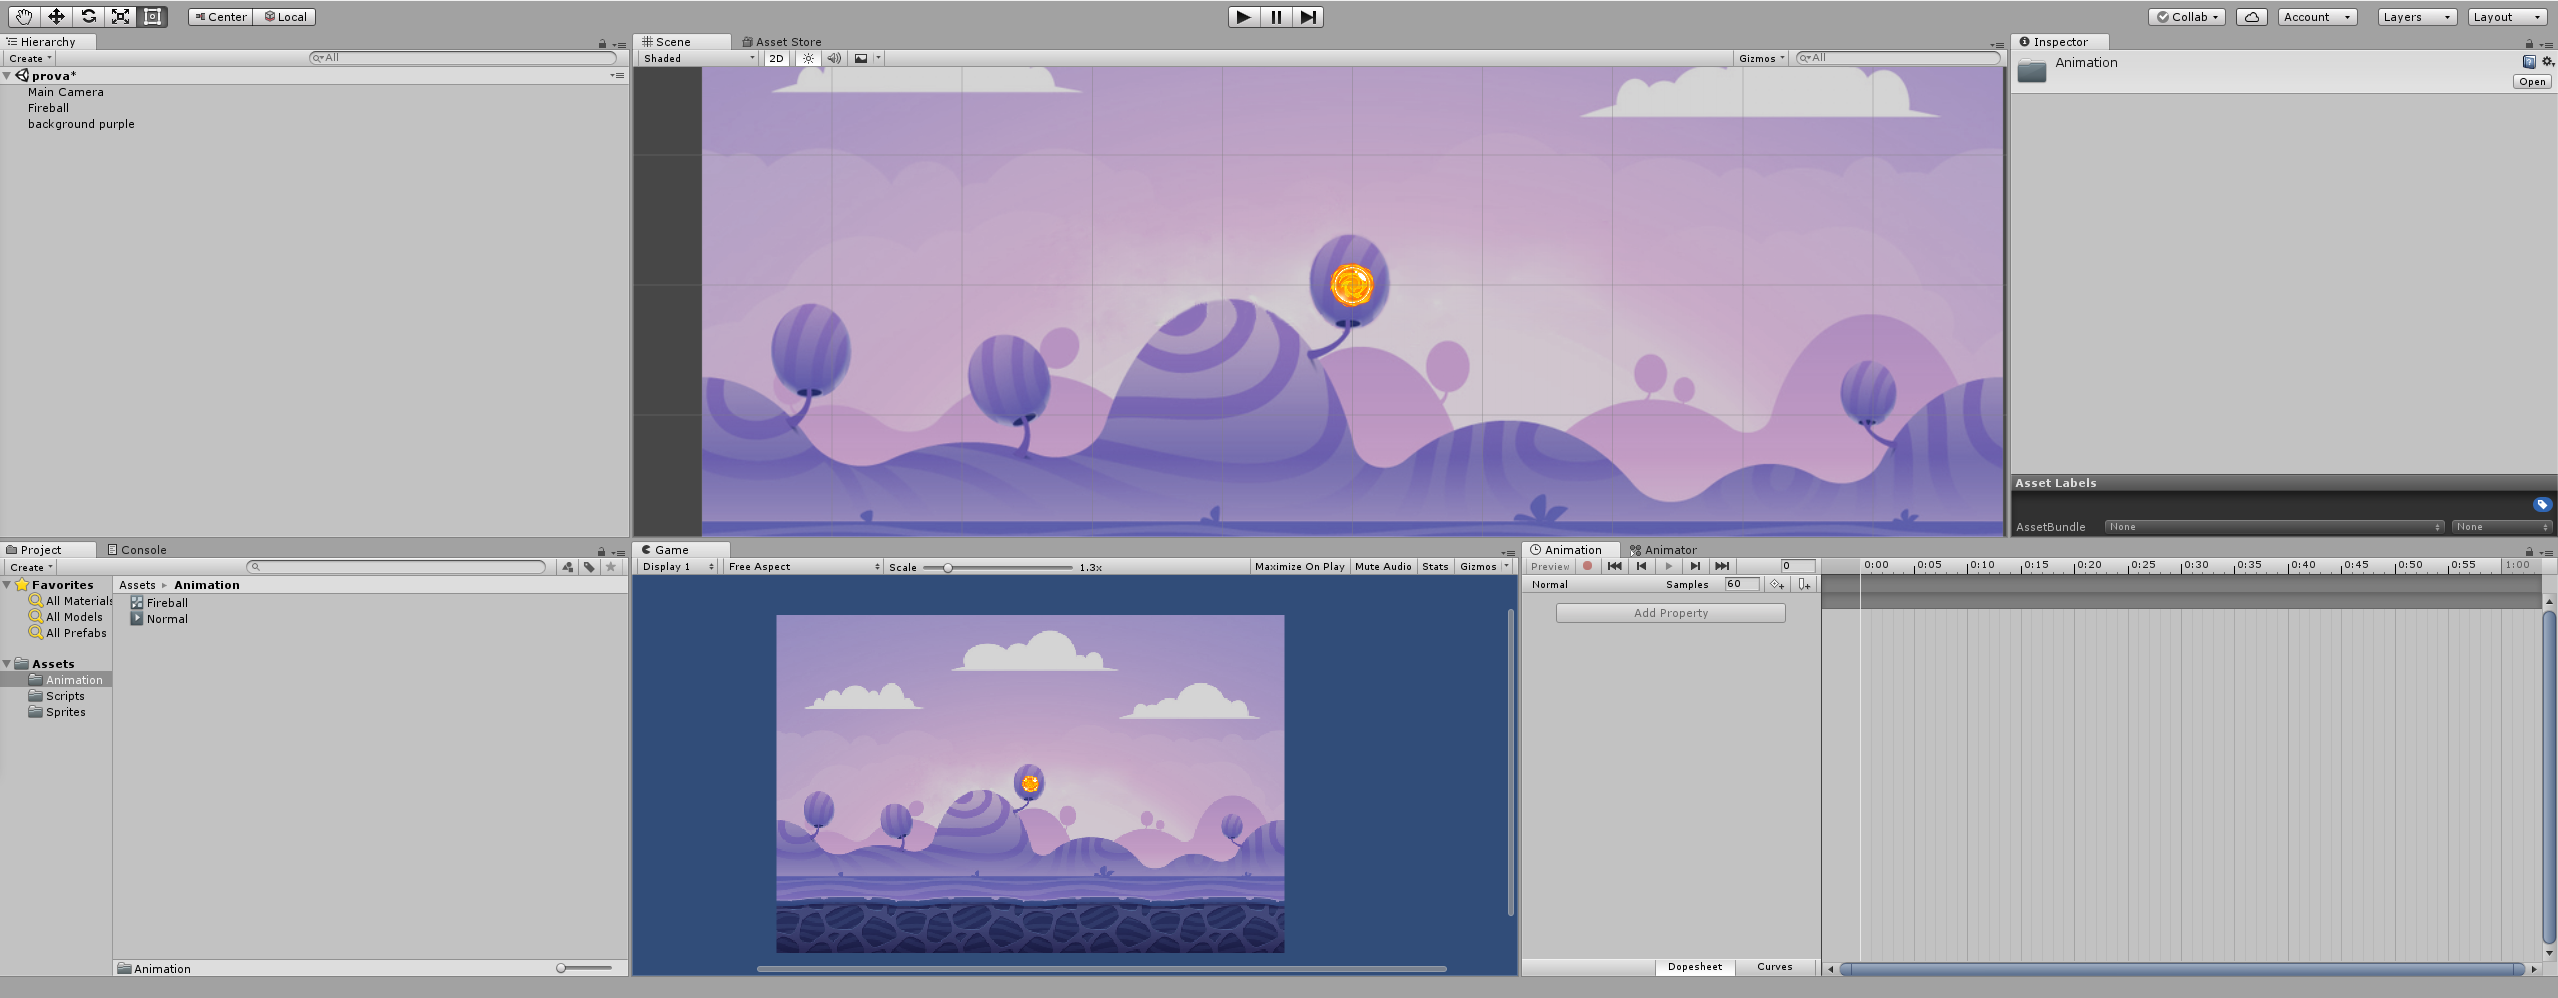 Center Local Collab Account Layers Layout
Hierarchy
Create All
prova*
Main Camera
Fireball
background purple
Scene Asset Store
Shaded 2D Gizmos All
Inspector
Animation
Open
Asset Labels
AssetBundle None None
Project Console
Create
Favorites
All Materials
All Models
All Prefabs
Assets
Animation
Scripts
Sprites
Assets Animation
Fireball
Normal
Animation
Game
Display 1 Free Aspect Scale 1.3x Maximize On Play Mute Audio Stats Gizmos
Animation Animator
Preview 0 0:00 0:05 0:10 0:15 0:20 0:25 0:30 0:35 0:40 0:45 0:50 0:55 1:00
Normal Samples 60
Add Property
Dopesheet Curves